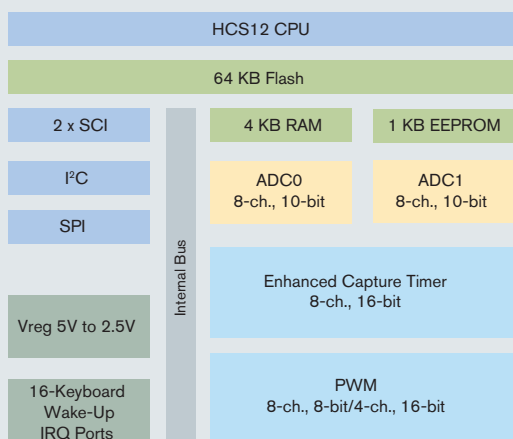 HCS12 CPU
64 KB Flash
2 x SCI
4 KB RAM
1 KB EEPROM
I²C
ADC0
8-ch., 10-bit
ADC1
8-ch., 10-bit
SPI
Internal Bus
Enhanced Capture Timer
8-ch., 16-bit
Vreg 5V to 2.5V
PWM
8-ch., 8-bit/4-ch., 16-bit
16-Keyboard
Wake-Up
IRQ Ports